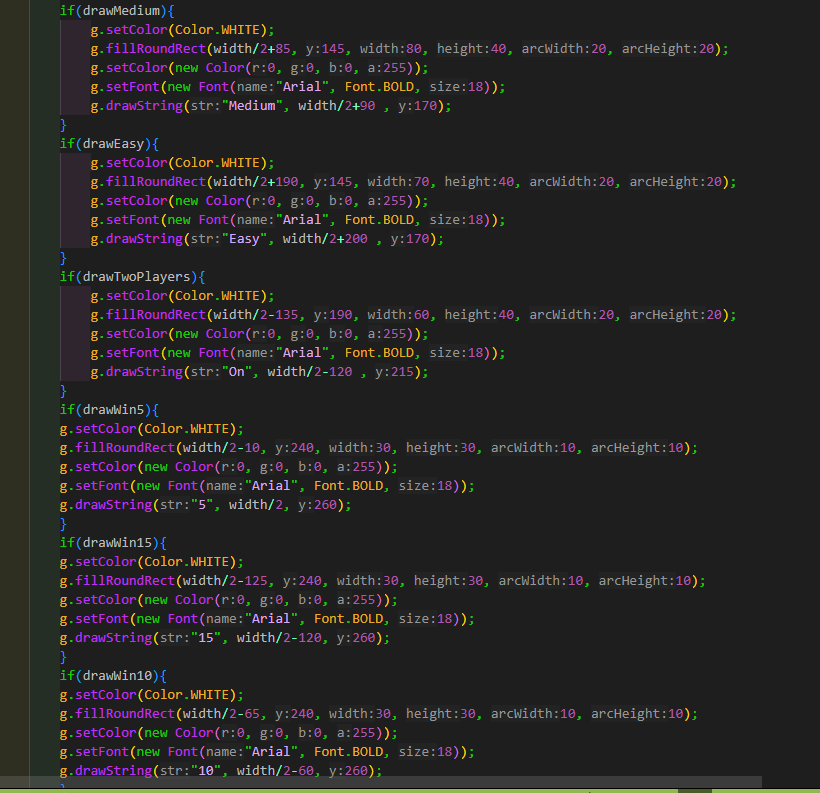 if(drawMedium){
g.setColor(Color.WHITE);
g.fillRoundRect(width/2+85, y:145, width:80, height:40, arcWidth:20, arcHeight:20);
g.setColor(new Color(r:0, g:0, b:0, a:255));
g.setFont(new Font(name:"Arial", Font.BOLD, size:18));
g.drawString(str:"Medium", width/2+90 , y:170);
}
if(drawEasy){
g.setColor(Color.WHITE);
g.fillRoundRect(width/2+190, y:145, width:70, height:40, arcWidth:20, arcHeight:20);
g.setColor(new Color(r:0, g:0, b:0, a:255));
g.setFont(new Font(name:"Arial", Font.BOLD, size:18));
g.drawString(str:"Easy", width/2+200 , y:170);
}
if(drawTwoPlayers){
g.setColor(Color.WHITE);
g.fillRoundRect(width/2-135, y:190, width:60, height:40, arcWidth:20, arcHeight:20);
g.setColor(new Color(r:0, g:0, b:0, a:255));
g.setFont(new Font(name:"Arial", Font.BOLD, size:18));
g.drawString(str:"On", width/2-120 , y:215);
}
if(drawWin5){
g.setColor(Color.WHITE);
g.fillRoundRect(width/2-10, y:240, width:30, height:30, arcWidth:10, arcHeight:10);
g.setColor(new Color(r:0, g:0, b:0, a:255));
g.setFont(new Font(name:"Arial", Font.BOLD, size:18));
g.drawString(str:"5", width/2, y:260);
}
if(drawWin15){
g.setColor(Color.WHITE);
g.fillRoundRect(width/2-125, y:240, width:30, height:30, arcWidth:10, arcHeight:10);
g.setColor(new Color(r:0, g:0, b:0, a:255));
g.setFont(new Font(name:"Arial", Font.BOLD, size:18));
g.drawString(str:"15", width/2-120, y:260);
}
if(drawWin10){
g.setColor(Color.WHITE);
g.fillRoundRect(width/2-65, y:240, width:30, height:30, arcWidth:10, arcHeight:10);
g.setColor(new Color(r:0, g:0, b:0, a:255));
g.setFont(new Font(name:"Arial", Font.BOLD, size:18));
g.drawString(str:"10", width/2-60, y:260);
}